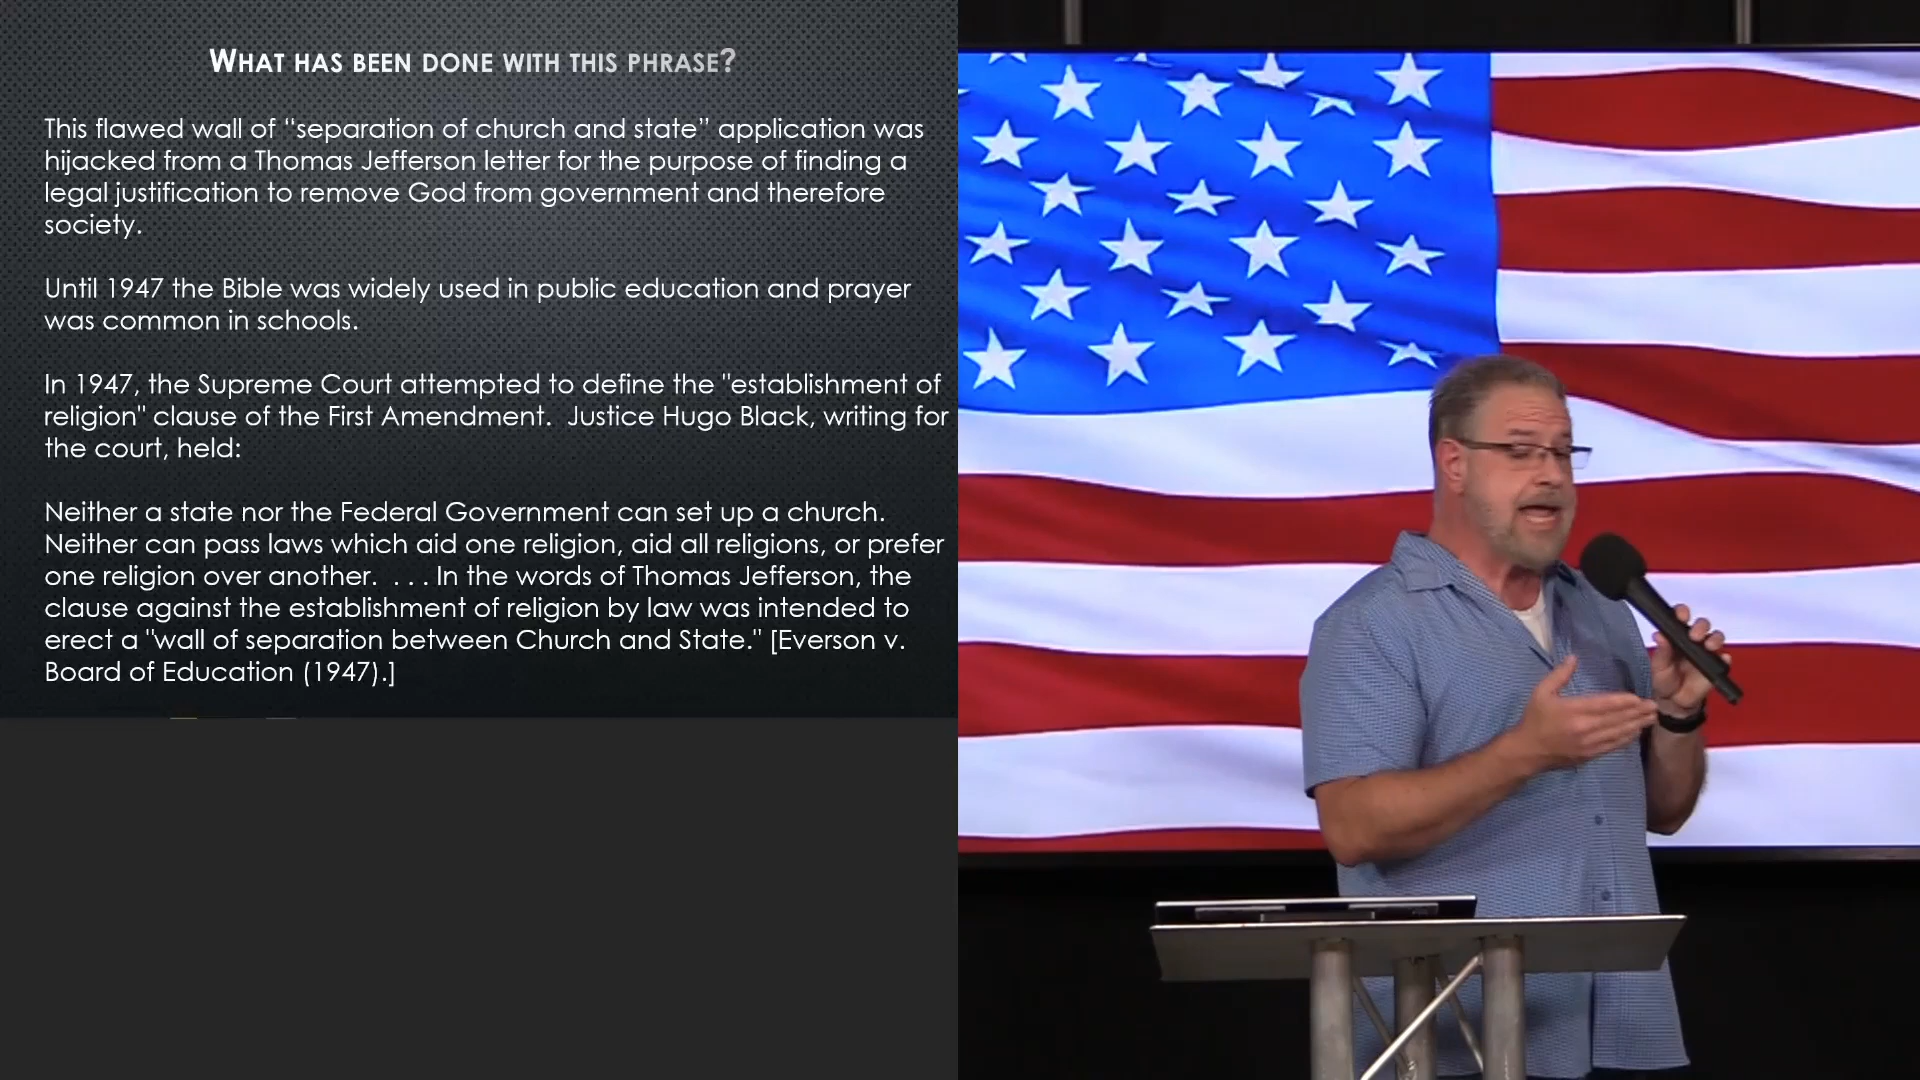 WHAT HAS BEEN DONE WITH THIS PHRASE?
This flawed wall of “separation of church and state” application was
hijacked from a Thomas Jefferson letter for the purpose of finding a
legal justification to remove God from government and therefore
society.
Until 1947 the Bible was widely used in public education and prayer
was common in schools.
In 1947, the Supreme Court attempted to define the "establishment of
religion" clause of the First Amendment.  Justice Hugo Black, writing for
the court, held:
Neither a state nor the Federal Government can set up a church.
Neither can pass laws which aid one religion, aid all religions, or prefer
one religion over another.  . . . In the words of Thomas Jefferson, the
clause against the establishment of religion by law was intended to
erect a "wall of separation between Church and State." [Everson v.
Board of Education (1947).]